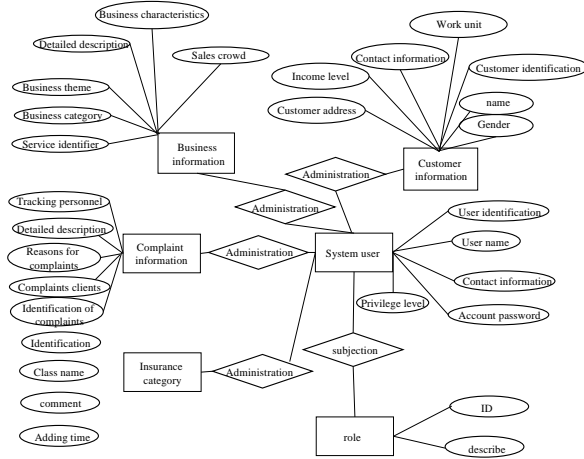 Business characteristics
Work unit
Detailed description
Sales crowd
Contact information
Customer identification
Income level
Business theme
Customer address
name
Business category
Gender
Service identifier
Business
information
Administration
Customer
information
Administration
Tracking personnel
User identification
Detailed description
Reasons for
complaints
Complaint
information
Administration
System user
User name
Complaints clients
Contact information
Identification of
complaints
Privilege level
Account password
Identification
subjection
Class name
Insurance
category
Administration
comment
ID
Adding time
role
describe